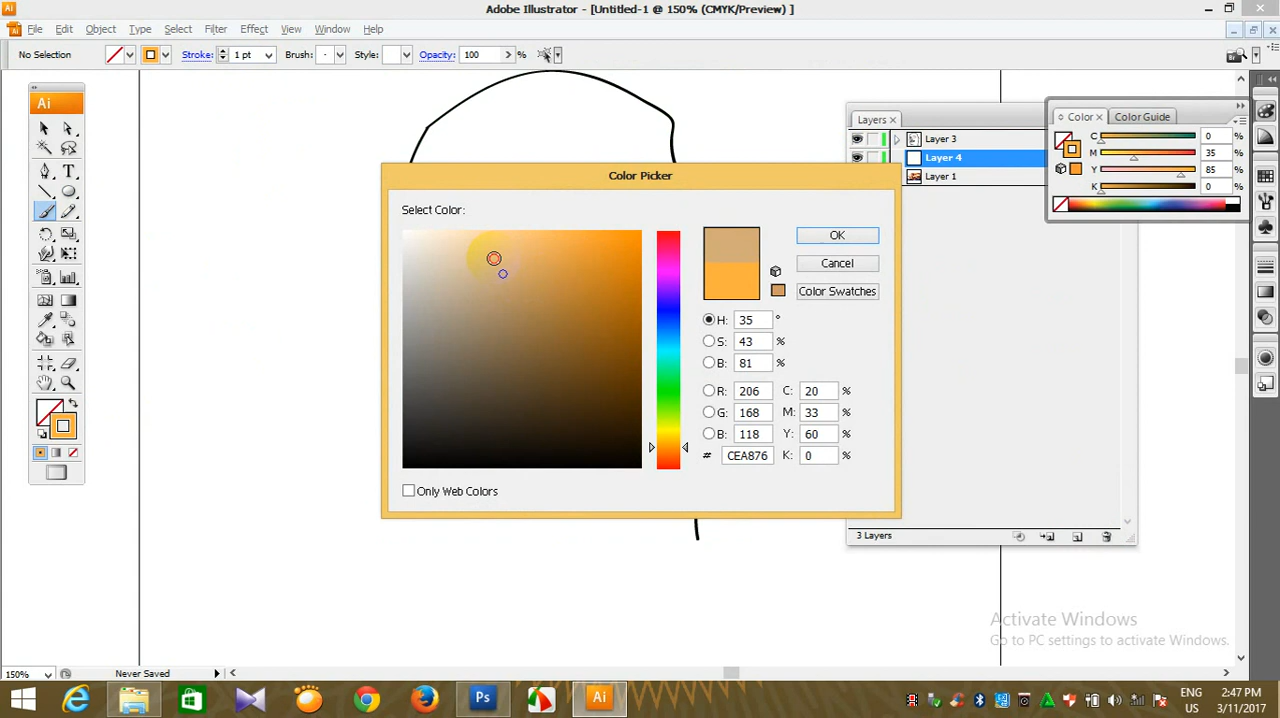 Adobe Illustrator - [Untitled-1 @ 150% (CMYK/Preview) ]
File Edit Object Type Select Filter Effect View Window Help
No Selection Stroke: 1 pt Brush: Style: Opacity: 100 %
Ai
Layers
Layer 3
Layer 4
Layer 1
3 Layers
Color Color Guide
C 0 %
M 35 %
Y 85 %
K 0 %
Color Picker
Select Color:
OK
Cancel
Color Swatches
H: 35 °
S: 43 %
B: 81 %
R: 206 C: 20 %
G: 168 M: 33 %
B: 118 Y: 60 %
# CEA876 K: 0 %
Only Web Colors
Activate Windows
Go to PC settings to activate Windows.
150% Never Saved
Ps Ai
ENG 2:47 PM
US 3/11/2017